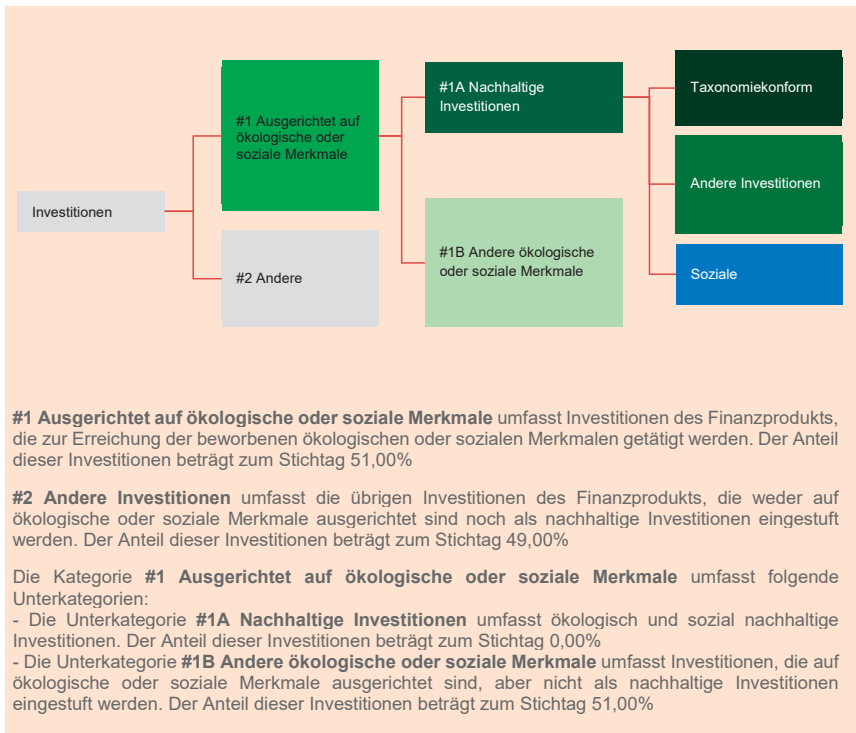 Investitionen
#1 Ausgerichtet auf
ökologische oder
soziale Merkmale
#2 Andere
#1A Nachhaltige
Investitionen
#1B Andere ökologische
oder soziale Merkmale
Taxonomiekonform
Andere Investitionen
Soziale
#1 Ausgerichtet auf ökologische oder soziale Merkmale umfasst Investitionen des Finanzprodukts,
die zur Erreichung der beworbenen ökologischen oder sozialen Merkmalen getätigt werden. Der Anteil
dieser Investitionen beträgt zum Stichtag 51,00%
#2 Andere Investitionen umfasst die übrigen Investitionen des Finanzprodukts, die weder auf
ökologische oder soziale Merkmale ausgerichtet sind noch als nachhaltige Investitionen eingestuft
werden. Der Anteil dieser Investitionen beträgt zum Stichtag 49,00%
Die Kategorie #1 Ausgerichtet auf ökologische oder soziale Merkmale umfasst folgende
Unterkategorien:
- Die Unterkategorie #1A Nachhaltige Investitionen umfasst ökologisch und sozial nachhaltige
Investitionen. Der Anteil dieser Investitionen beträgt zum Stichtag 0,00%
- Die Unterkategorie #1B Andere ökologische oder soziale Merkmale umfasst Investitionen, die auf
ökologische oder soziale Merkmale ausgerichtet sind, aber nicht als nachhaltige Investitionen
eingestuft werden. Der Anteil dieser Investitionen beträgt zum Stichtag 51,00%